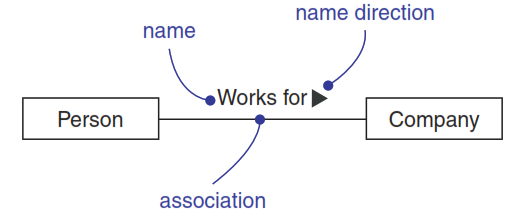 name direction
name
Works for
Person
Company
association